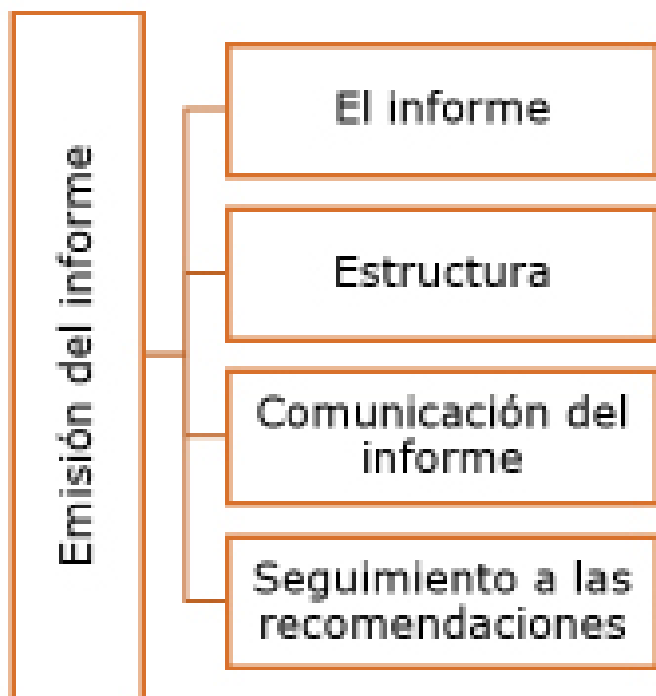 Emisión del informe
El informe
Estructura
Comunicación del
informe
Seguimiento a las
recomendaciones